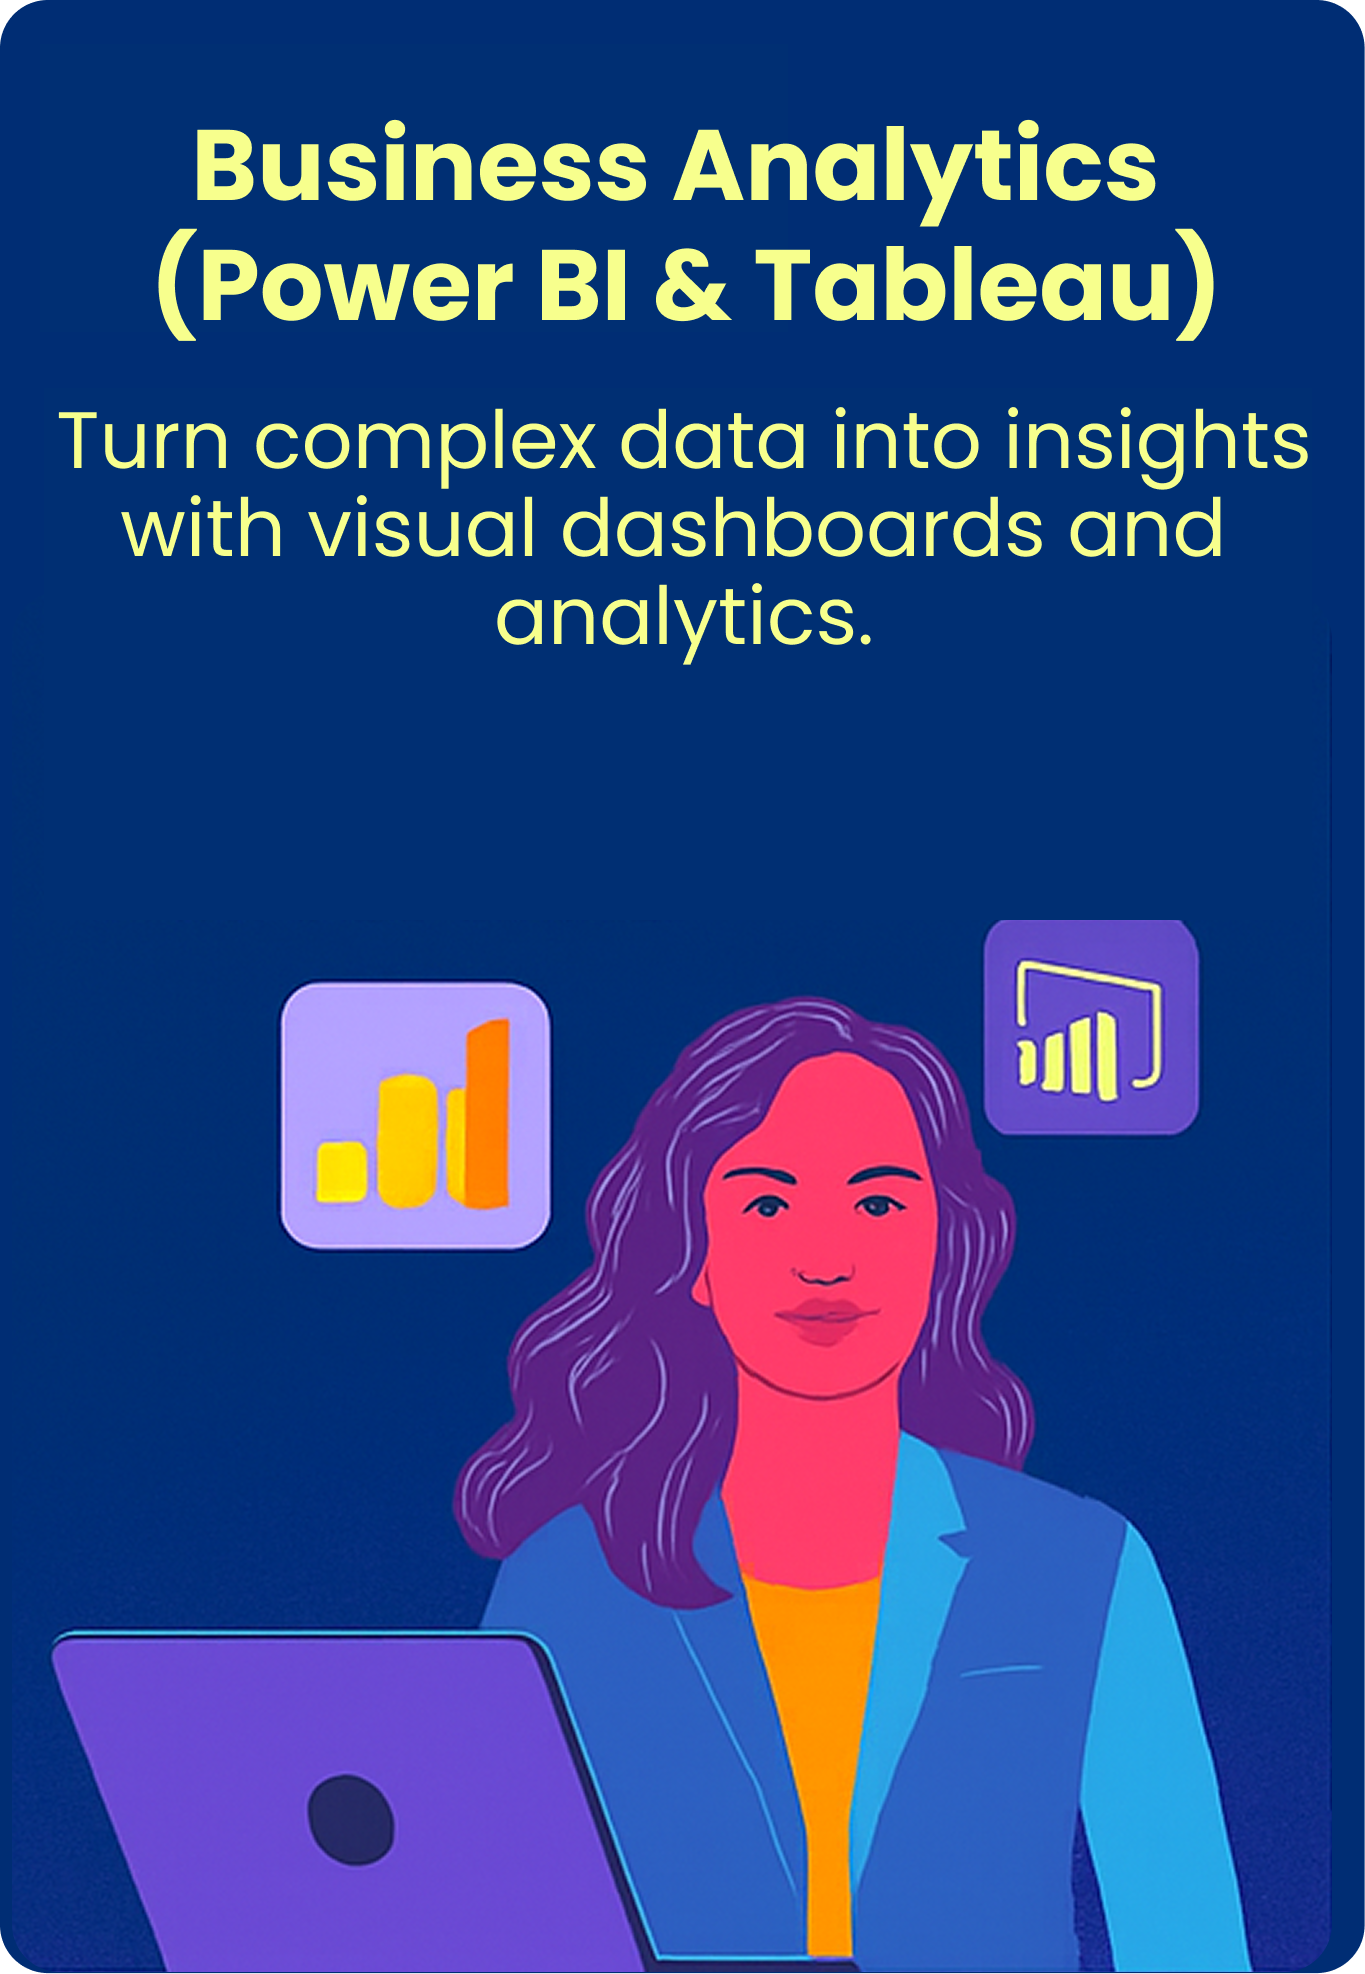 Business Analytics
(Power BI & Tableau)
Turn complex data into insights
with visual dashboards and
analytics.